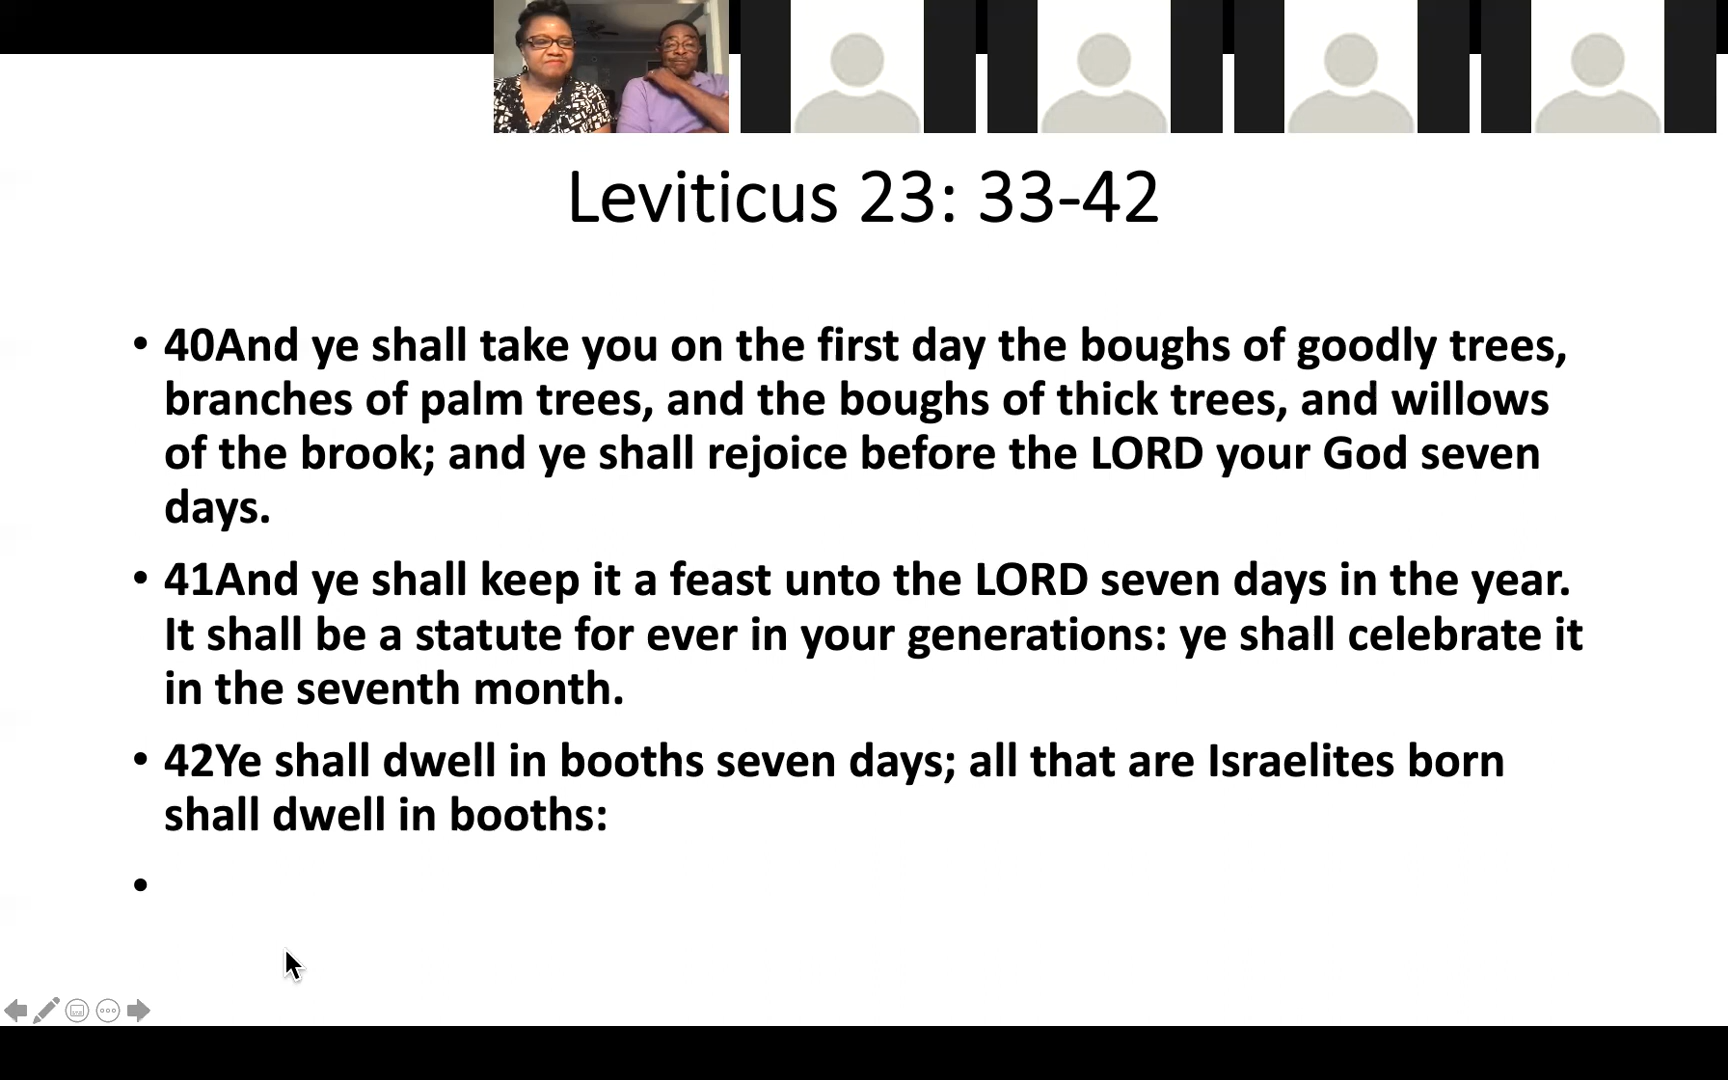 Leviticus 23: 33-42
• 40And ye shall take you on the first day the boughs of goodly trees,
branches of palm trees, and the boughs of thick trees, and willows
of the brook; and ye shall rejoice before the LORD your God seven
days.
• 41And ye shall keep it a feast unto the LORD seven days in the year.
It shall be a statute for ever in your generations: ye shall celebrate it
in the seventh month.
• 42Ye shall dwell in booths seven days; all that are Israelites born
shall dwell in booths:
•